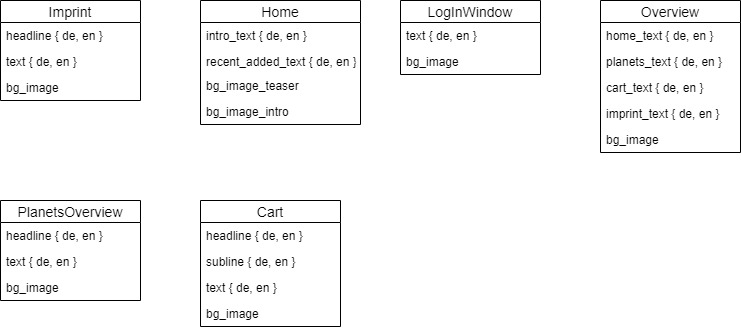 Imprint
headline { de, en }
text { de, en }
bg_image
Home
intro_text { de, en }
recent_added_text { de, en }
bg_image_teaser
bg_image_intro
LogInWindow
text { de, en }
bg_image
Overview
home_text { de, en }
planets_text { de, en }
cart_text { de, en }
imprint_text { de, en }
bg_image
PlanetsOverview
headline { de, en }
text { de, en }
bg_image
Cart
headline { de, en }
subline { de, en }
text { de, en }
bg_image